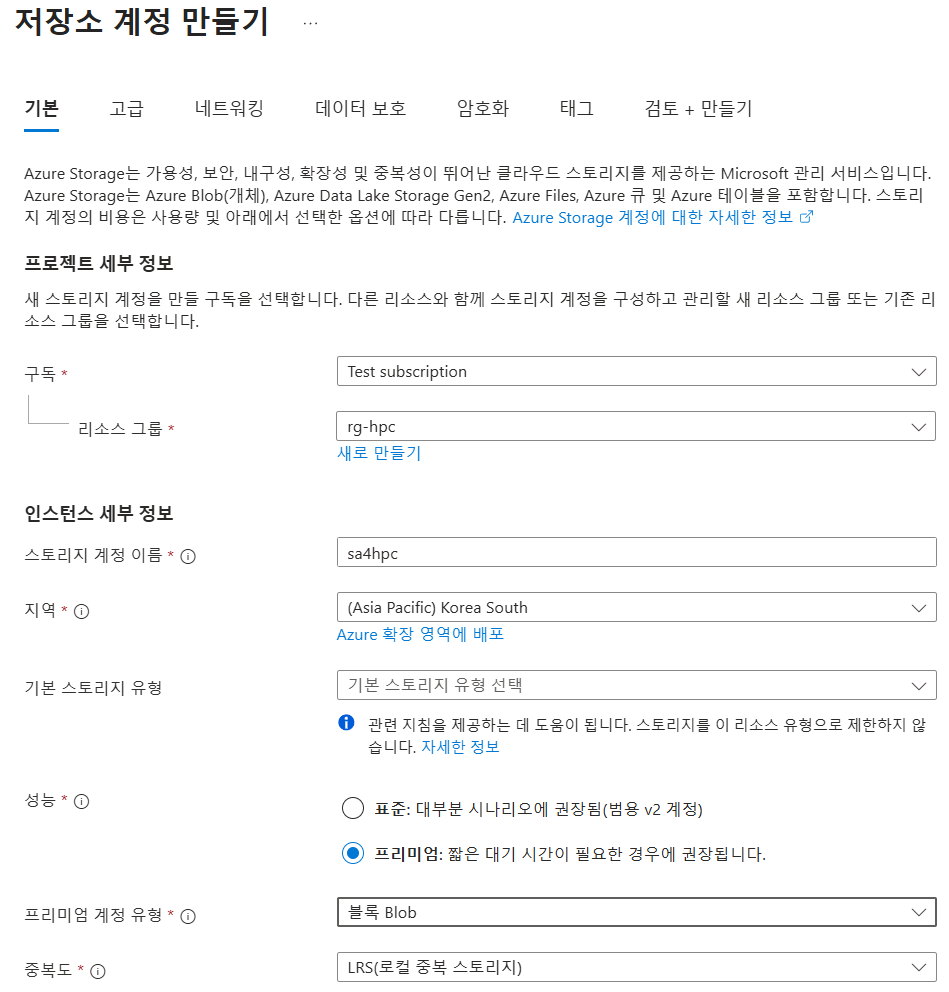 저장소 계정 만들기 ...
기본 고급 네트워킹 데이터 보호 암호화 태그 검토 + 만들기
Azure Storage는 가용성, 보안, 내구성, 확장성 및 중복성이 뛰어난 클라우드 스토리지를 제공하는 Microsoft 관리 서비스입니다.
Azure Storage는 Azure Blob(개체), Azure Data Lake Storage Gen2, Azure Files, Azure 큐 및 Azure 테이블을 포함합니다. 스토리
지 계정의 비용은 사용량 및 아래에서 선택한 옵션에 따라 다릅니다. Azure Storage 계정에 대한 자세한 정보
프로젝트 세부 정보
새 스토리지 계정을 만들 구독을 선택합니다. 다른 리소스와 함께 스토리지 계정을 구성하고 관리할 새 리소스 그룹 또는 기존 리
소스 그룹을 선택합니다.
구독 * Test subscription
리소스 그룹 * rg-hpc
새로 만들기
인스턴스 세부 정보
스토리지 계정 이름 * sa4hpc
지역 * (Asia Pacific) Korea South
Azure 확장 영역에 배포
기본 스토리지 유형 기본 스토리지 유형 선택
관련 지침을 제공하는 데 도움이 됩니다. 스토리지를 이 리소스 유형으로 제한하지 않
습니다. 자세한 정보
성능 * 표준: 대부분 시나리오에 권장됨(범용 v2 계정)
프리미엄: 짧은 대기 시간이 필요한 경우에 권장됩니다.
프리미엄 계정 유형 * 블록 Blob
중복도 * LRS(로컬 중복 스토리지)